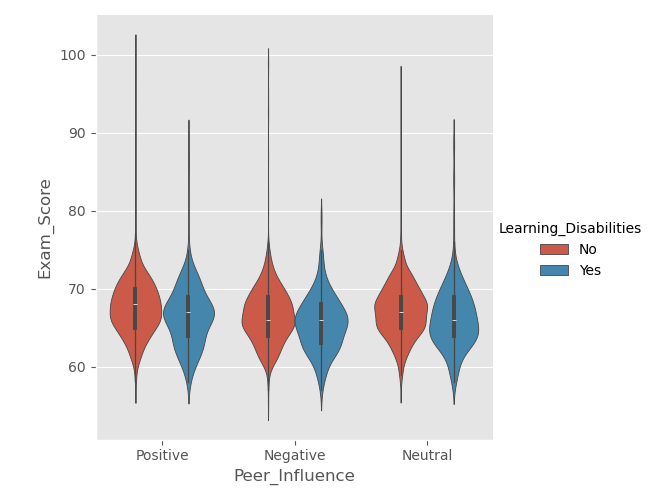 100
90
80
70
60
Exam_Score
Positive
Negative
Neutral
Peer_Influence
Learning_Disabilities
No
Yes